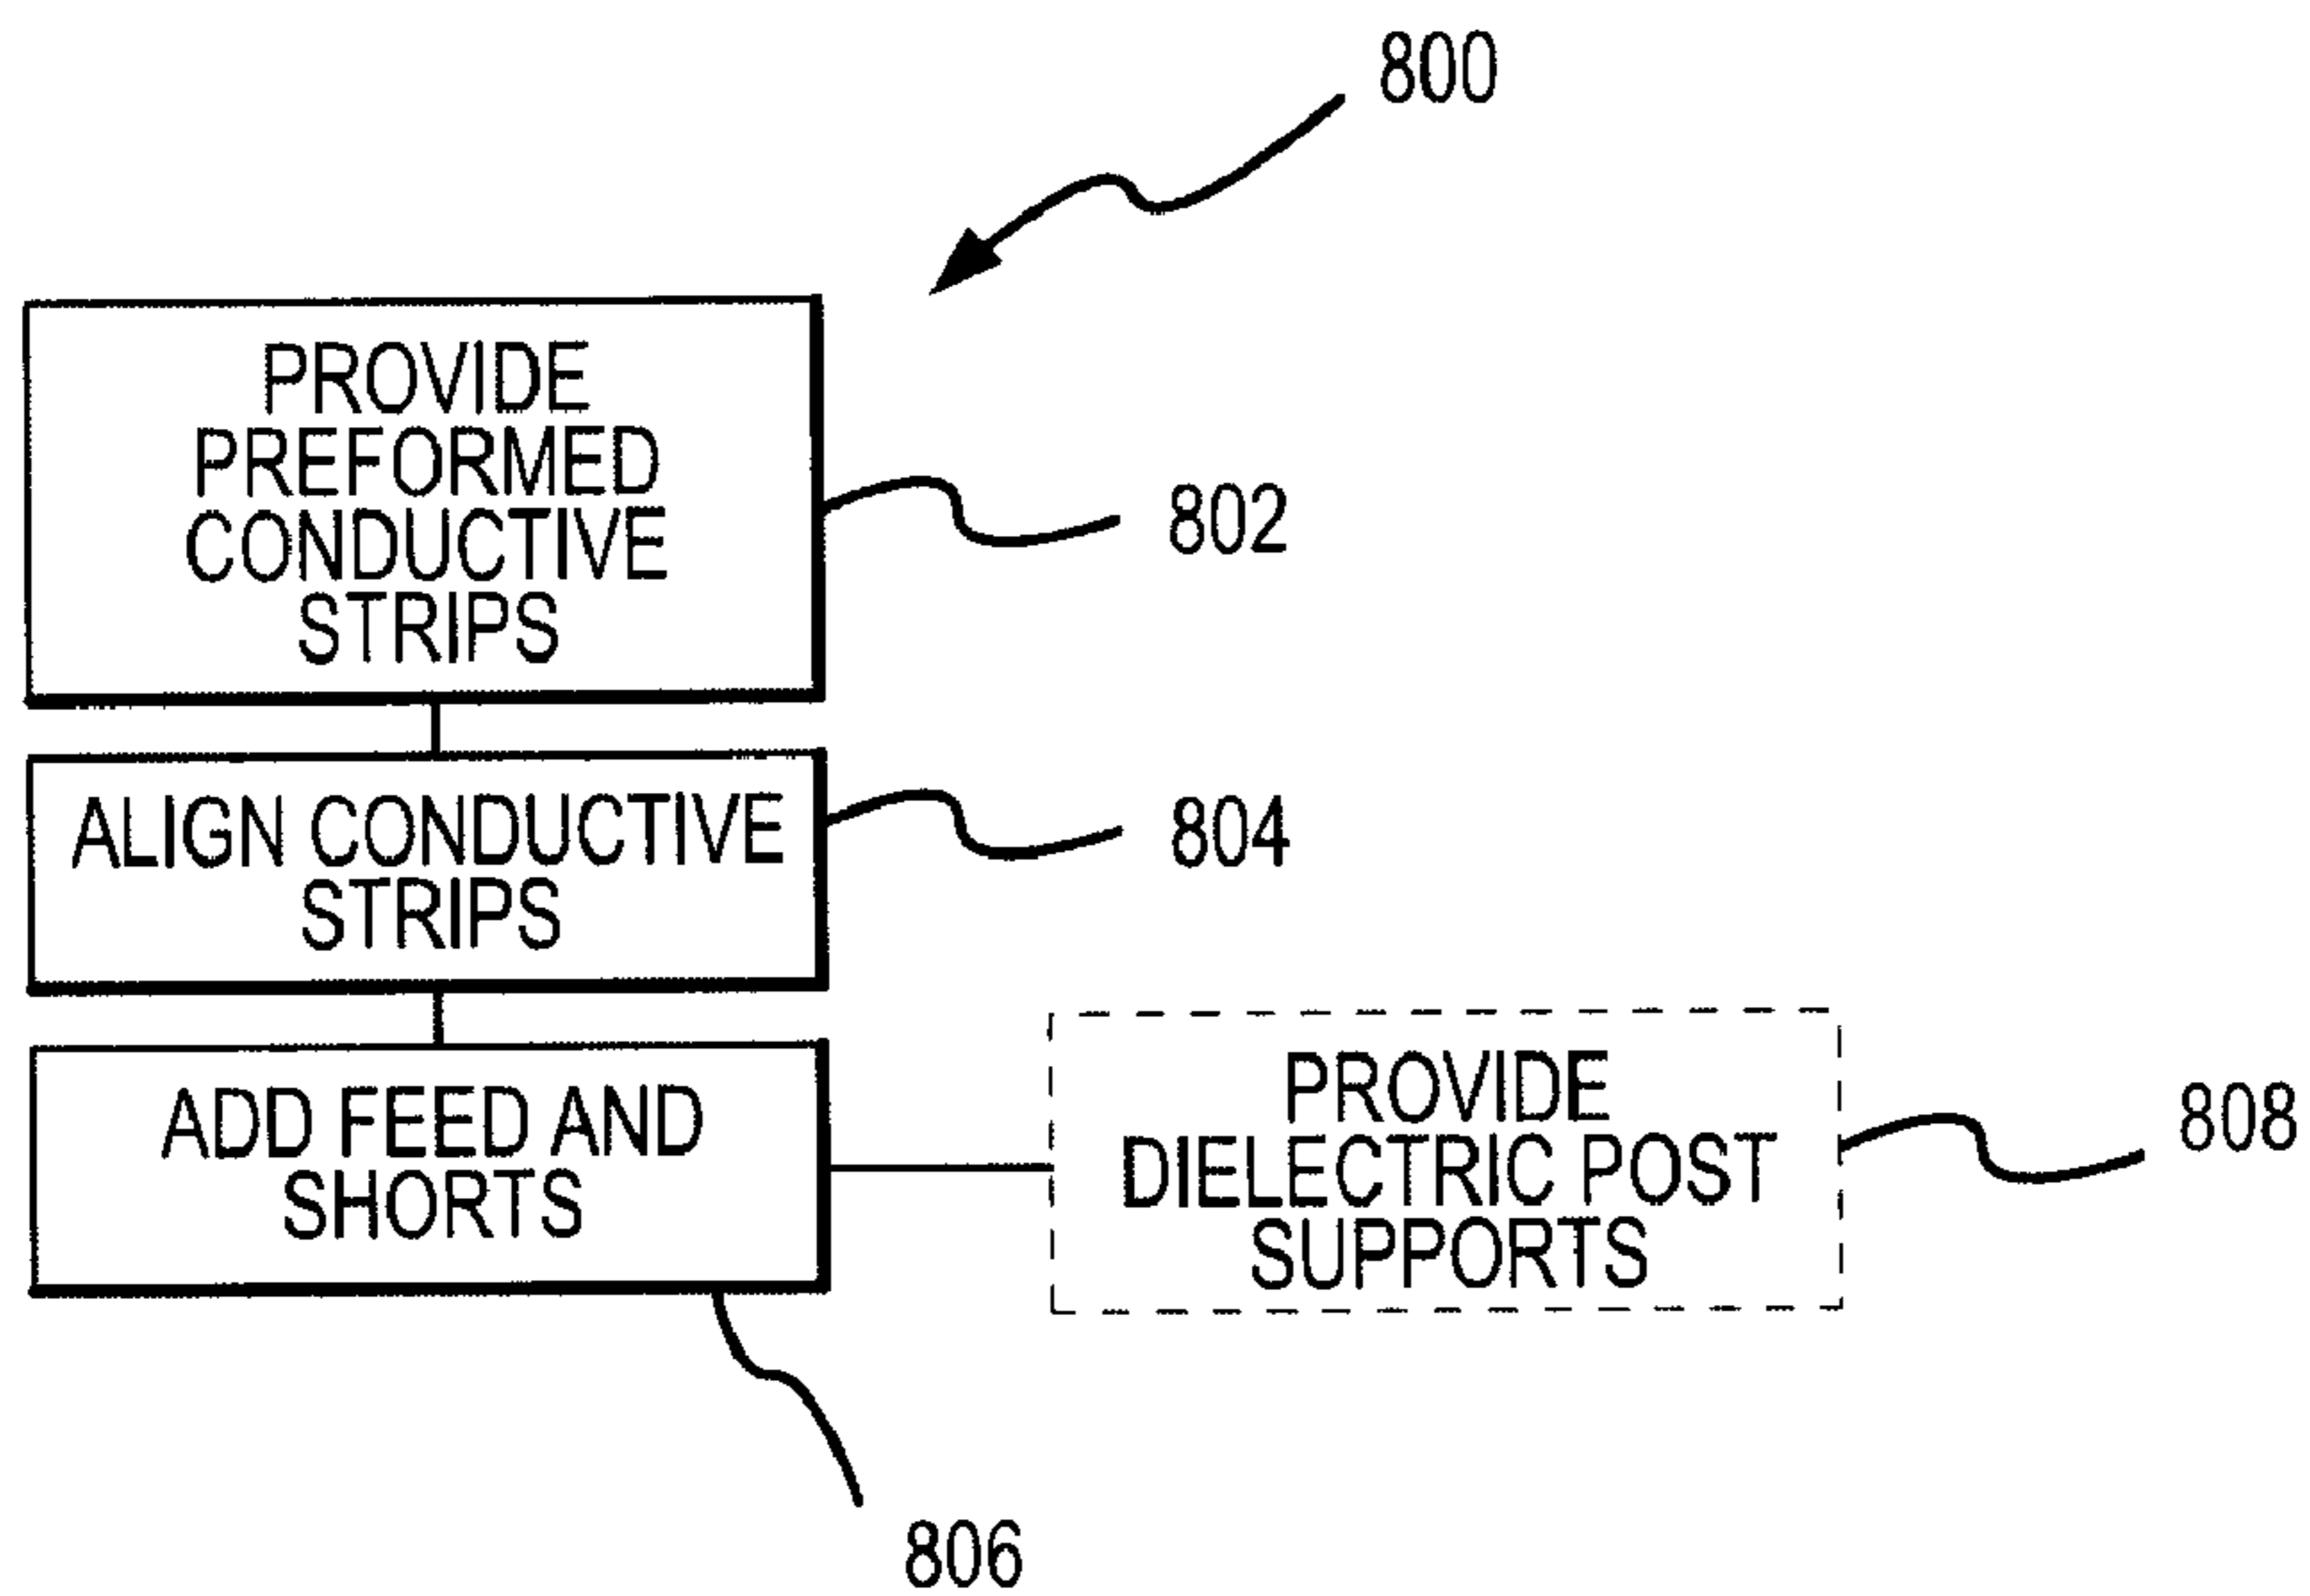 800
PROVIDE
PREFORMED
CONDUCTIVE
STRIPS
802
ALIGN CONDUCTIVE
STRIPS
804
ADD FEED AND
SHORTS
806
PROVIDE
DIELECTRIC POST
SUPPORTS
808